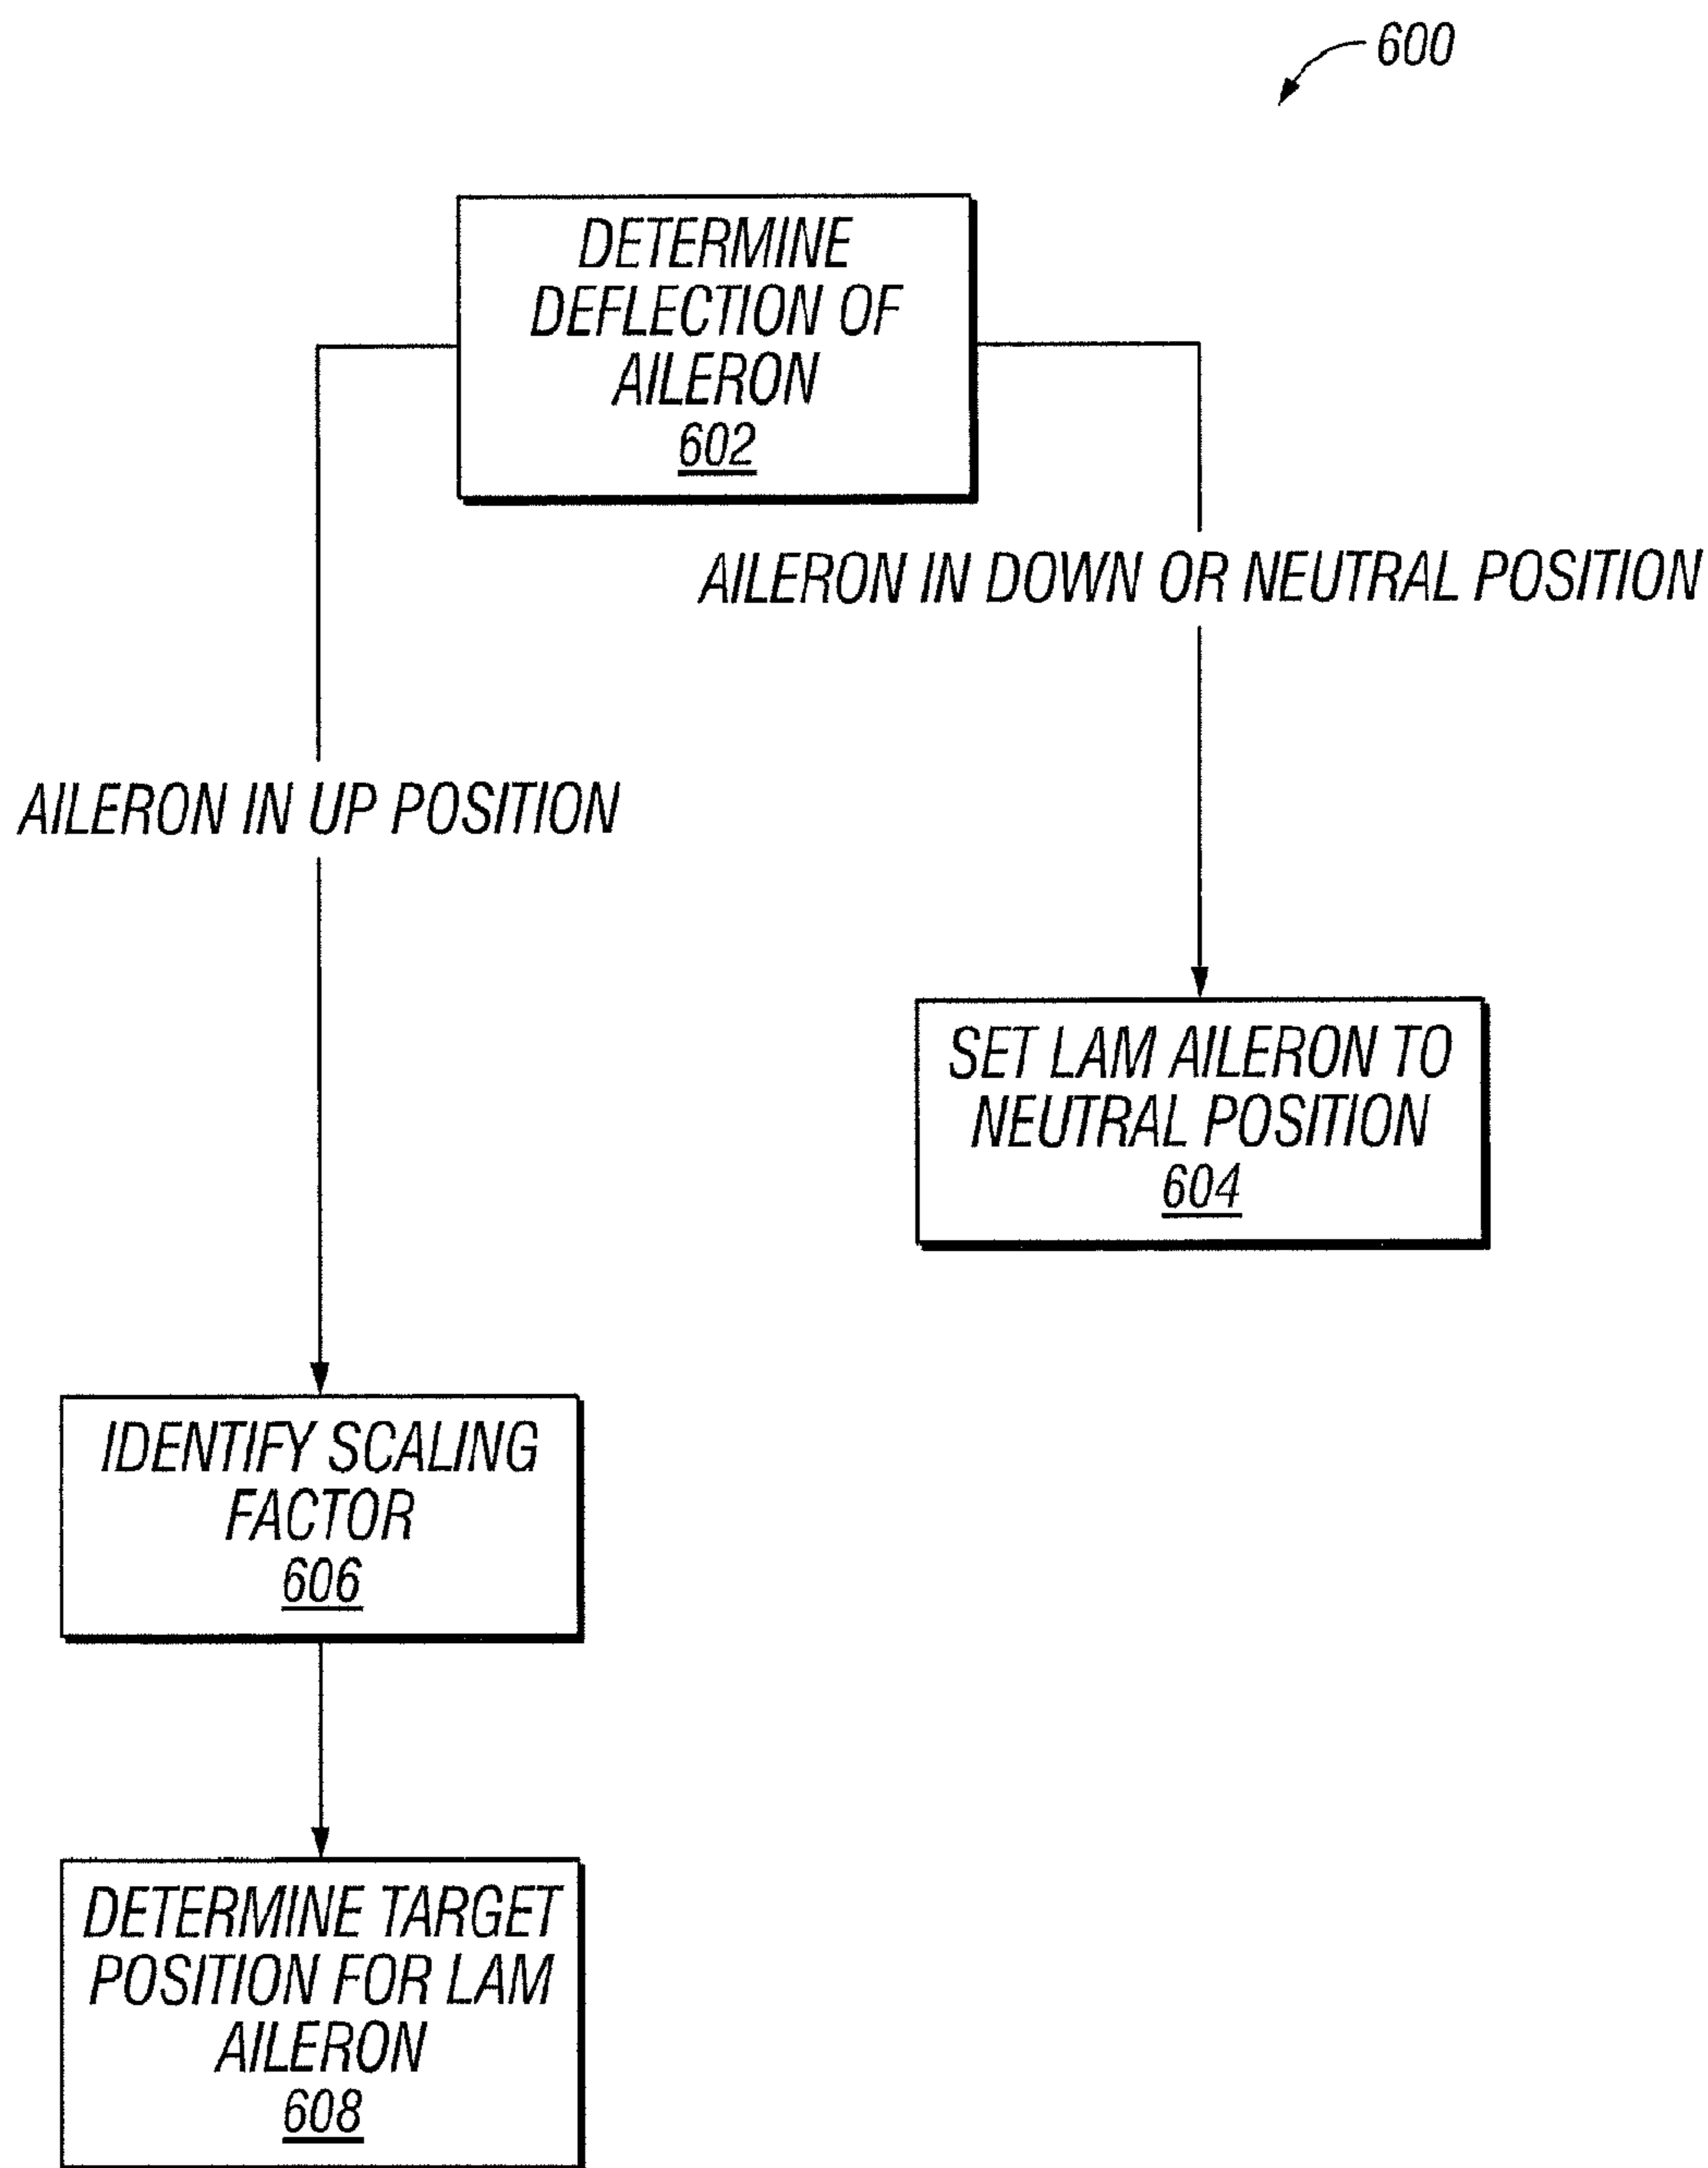 600
DETERMINE
DEFLECTION OF
AILERON
602
AILERON IN DOWN OR NEUTRAL POSITION
AILERON IN UP POSITION
SET LAM AILERON TO
NEUTRAL POSITION
604
IDENTIFY SCALING
FACTOR
606
DETERMINE TARGET
POSITION FOR LAM
AILERON
608